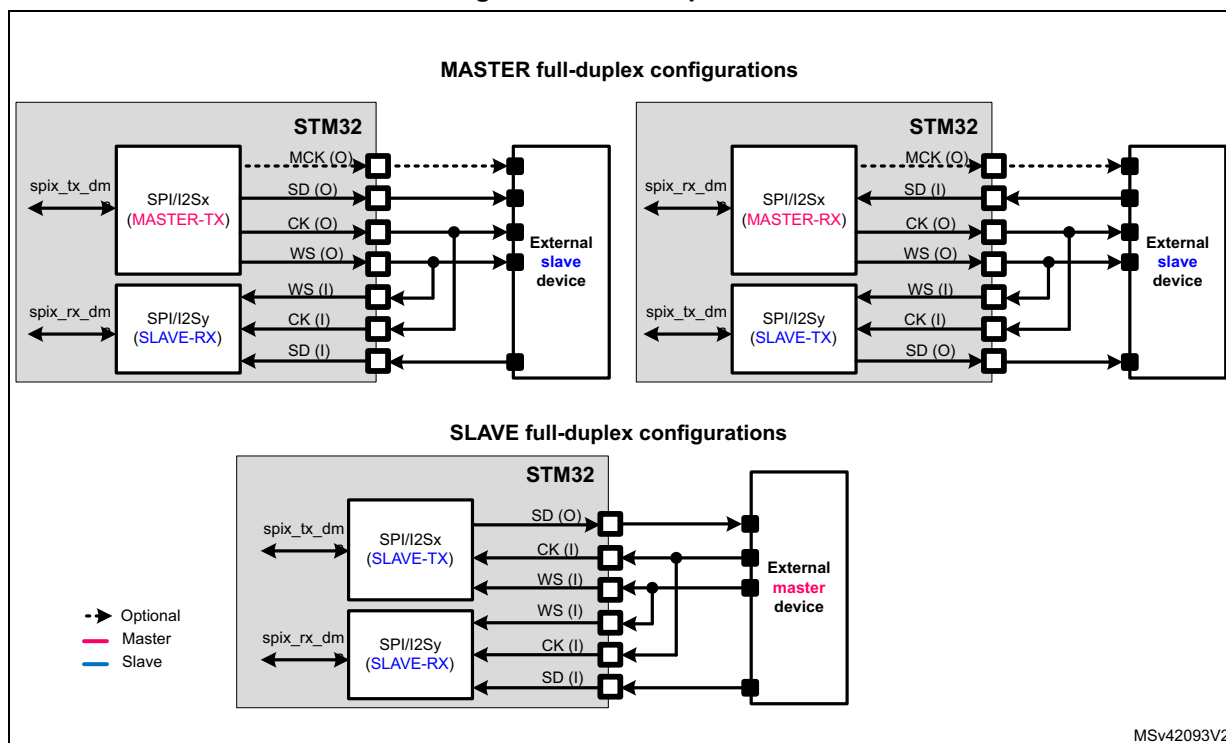 MASTER full-duplex configurations
STM32
MCK (O)
spix_tx_dm
SPI/I2Sx
(MASTER-TX)
SD (O)
CK (O)
WS (O)
WS (I)
spix_rx_dm
SPI/I2Sy
(SLAVE-RX)
CK (I)
SD (I)
External
slave
device
STM32
MCK (O)
spix_rx_dm
SPI/I2Sx
(MASTER-RX)
SD (I)
CK (O)
WS (O)
WS (I)
spix_tx_dm
SPI/I2Sy
(SLAVE-TX)
CK (I)
SD (O)
External
slave
device
SLAVE full-duplex configurations
STM32
SD (O)
spix_tx_dm
SPI/I2Sx
(SLAVE-TX)
CK (I)
WS (I)
WS (I)
spix_rx_dm
SPI/I2Sy
(SLAVE-RX)
CK (I)
SD (I)
External
master
device
Optional
Master
Slave
MSv42093V2